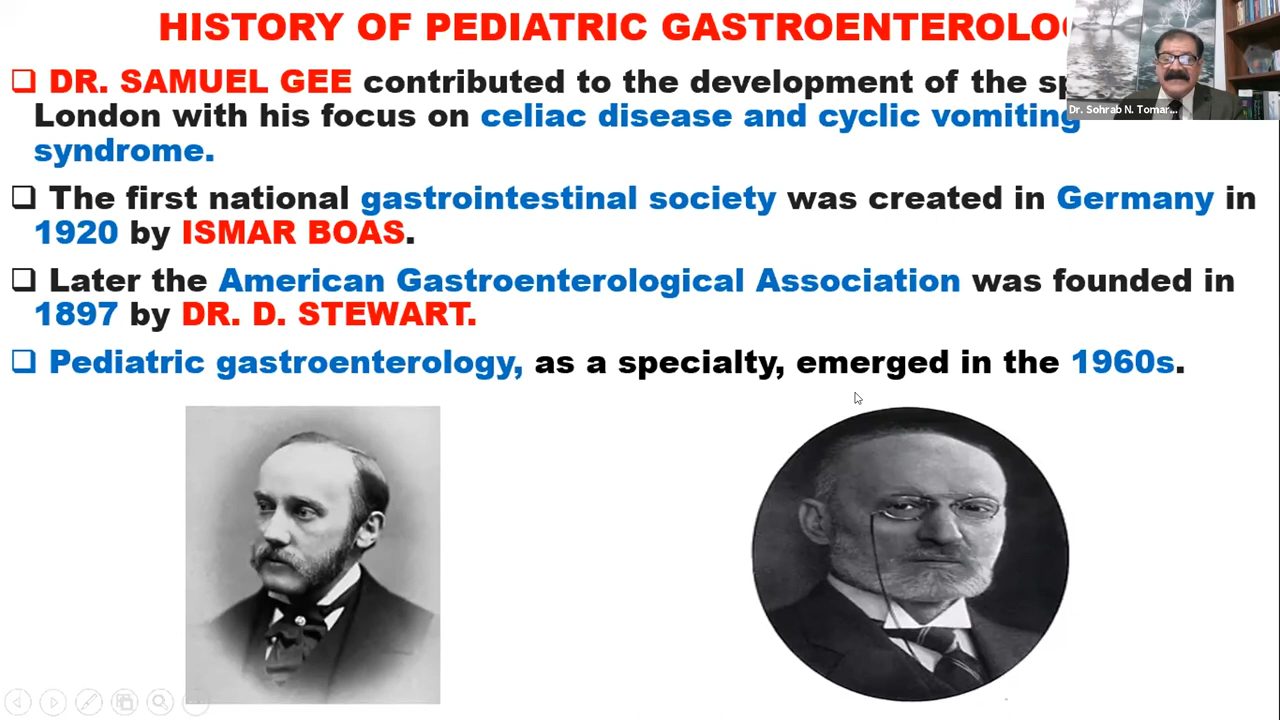 HISTORY OF PEDIATRIC GASTROENTEROLO
❑ DR. SAMUEL GEE contributed to the development of the
London with his focus on celiac disease and cyclic vomiting
syndrome.
❑ The first national gastrointestinal society was created in Germany in
1920 by ISMAR BOAS.
❑ Later the American Gastroenterological Association was founded in
1897 by DR. D. STEWART.
❑ Pediatric gastroenterology, as a specialty, emerged in the 1960s.
Dr. Sohrab N. Tomar...